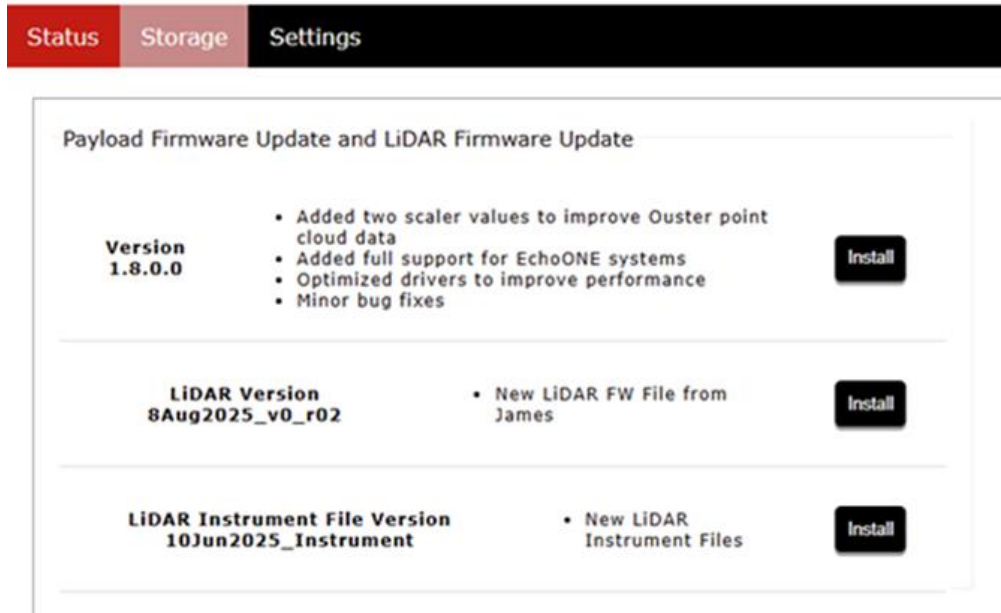 Status Storage Settings
Payload Firmware Update and LiDAR Firmware Update
Version
1.8.0.0
• Added two scaler values to improve Ouster point
cloud data
• Added full support for EchoONE systems
• Optimized drivers to improve performance
• Minor bug fixes
Install
LiDAR Version
8Aug2025_v0_r02
• New LiDAR FW File from
James
Install
LiDAR Instrument File Version
10Jun2025_Instrument
• New LiDAR
Instrument Files
Install